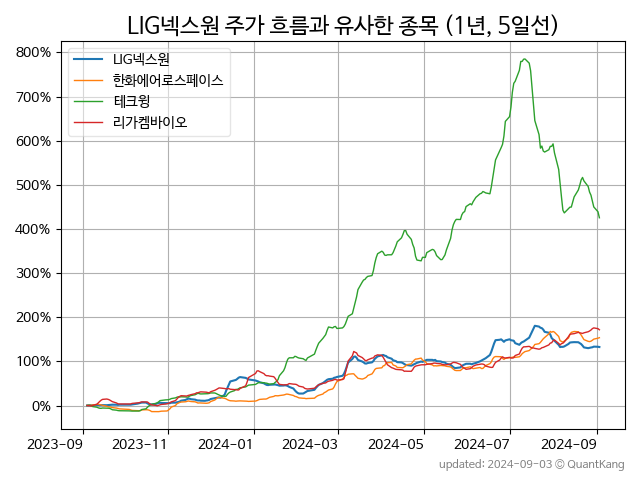 LIG넥스원 주가 흐름과 유사한 종목 (1년, 5일선)
800%
700%
600%
500%
400%
300%
200%
100%
0%
LIG넥스원
한화에어로스페이스
테크윙
리가켐바이오
2023-09
2023-11
2024-01
2024-03
2024-05
2024-07
2024-09
updated: 2024-09-03 © QuantKang